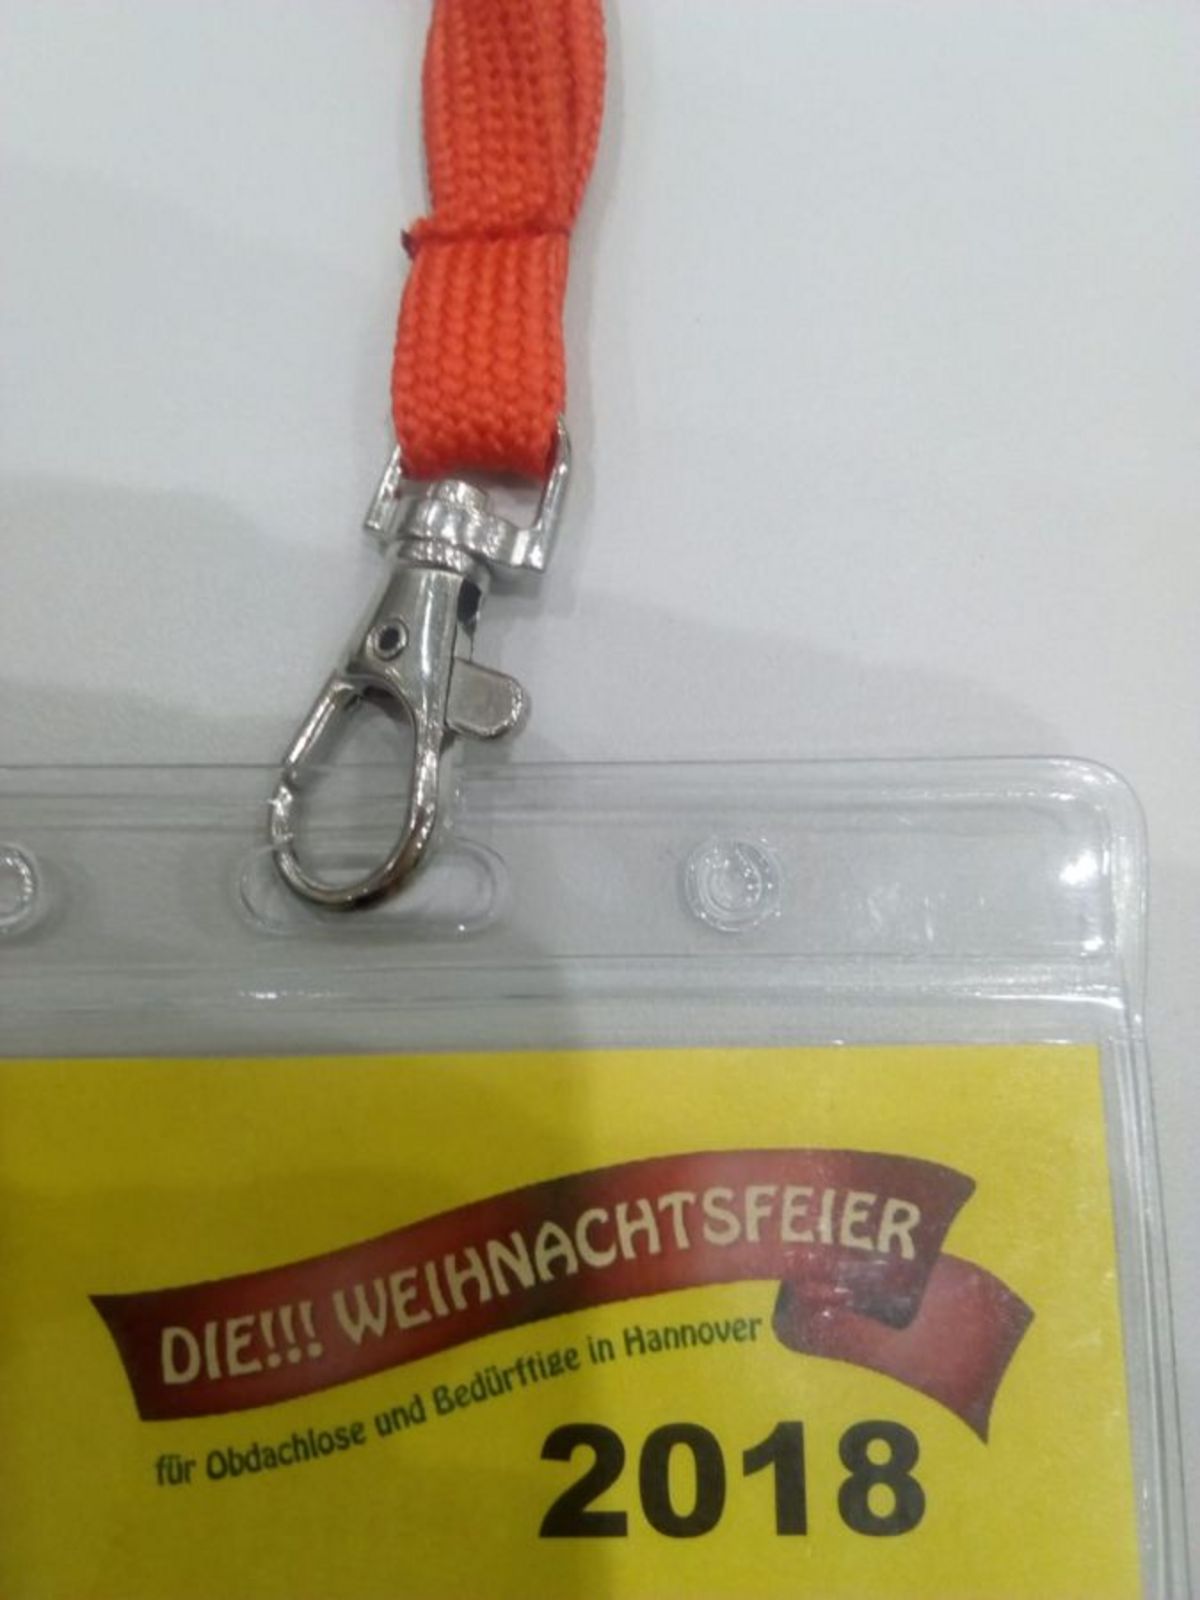 DIE!!! WEIHNACHTSFEIER
für Obdachlose und Bedürftige in Hannover
2018